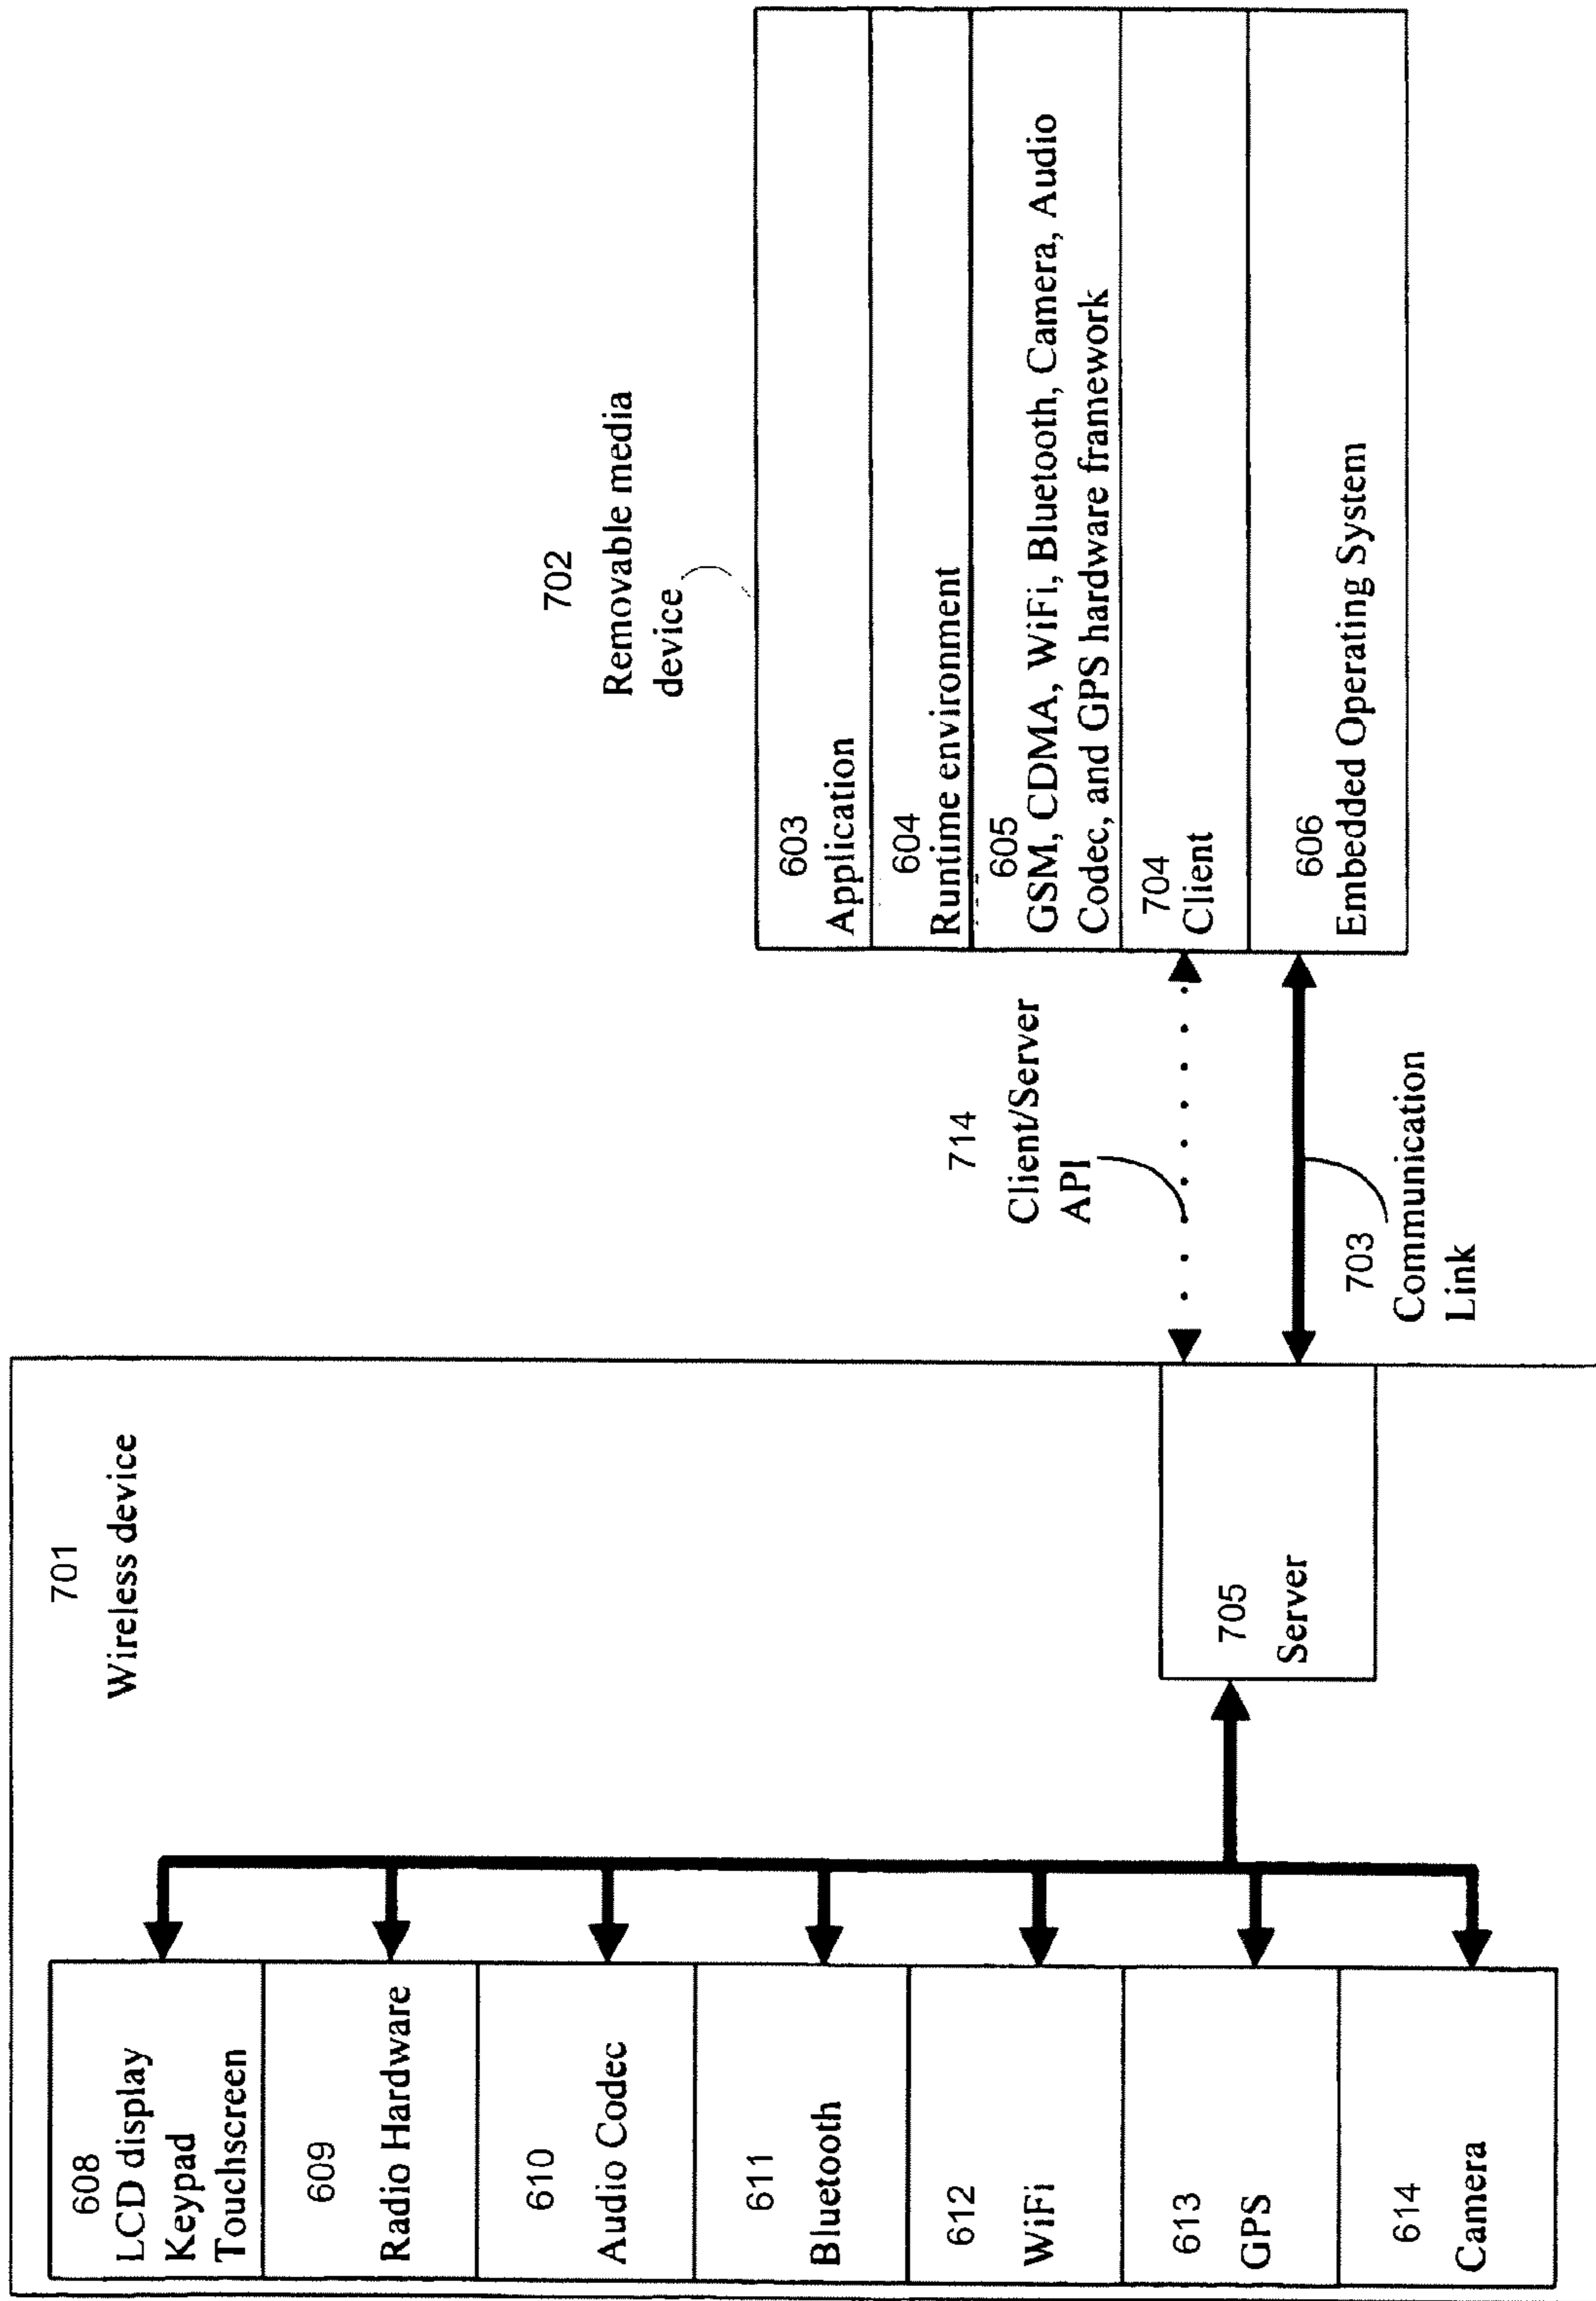 701
Wireless device
608
LCD display
Keypad
Touchscreen
609
Radio Hardware
610
Audio Codec
611
Bluetooth
612
WiFi
613
GPS
614
Camera
705
Server
714
Client/Server
API
703
Communication
Link
702
Removable media
device
603
Application
604
Runtime environment
605
GSM, CDMA, WiFi, Bluetooth, Camera, Audio
Codec, and GPS hardware framework
704
Client
606
Embedded Operating System